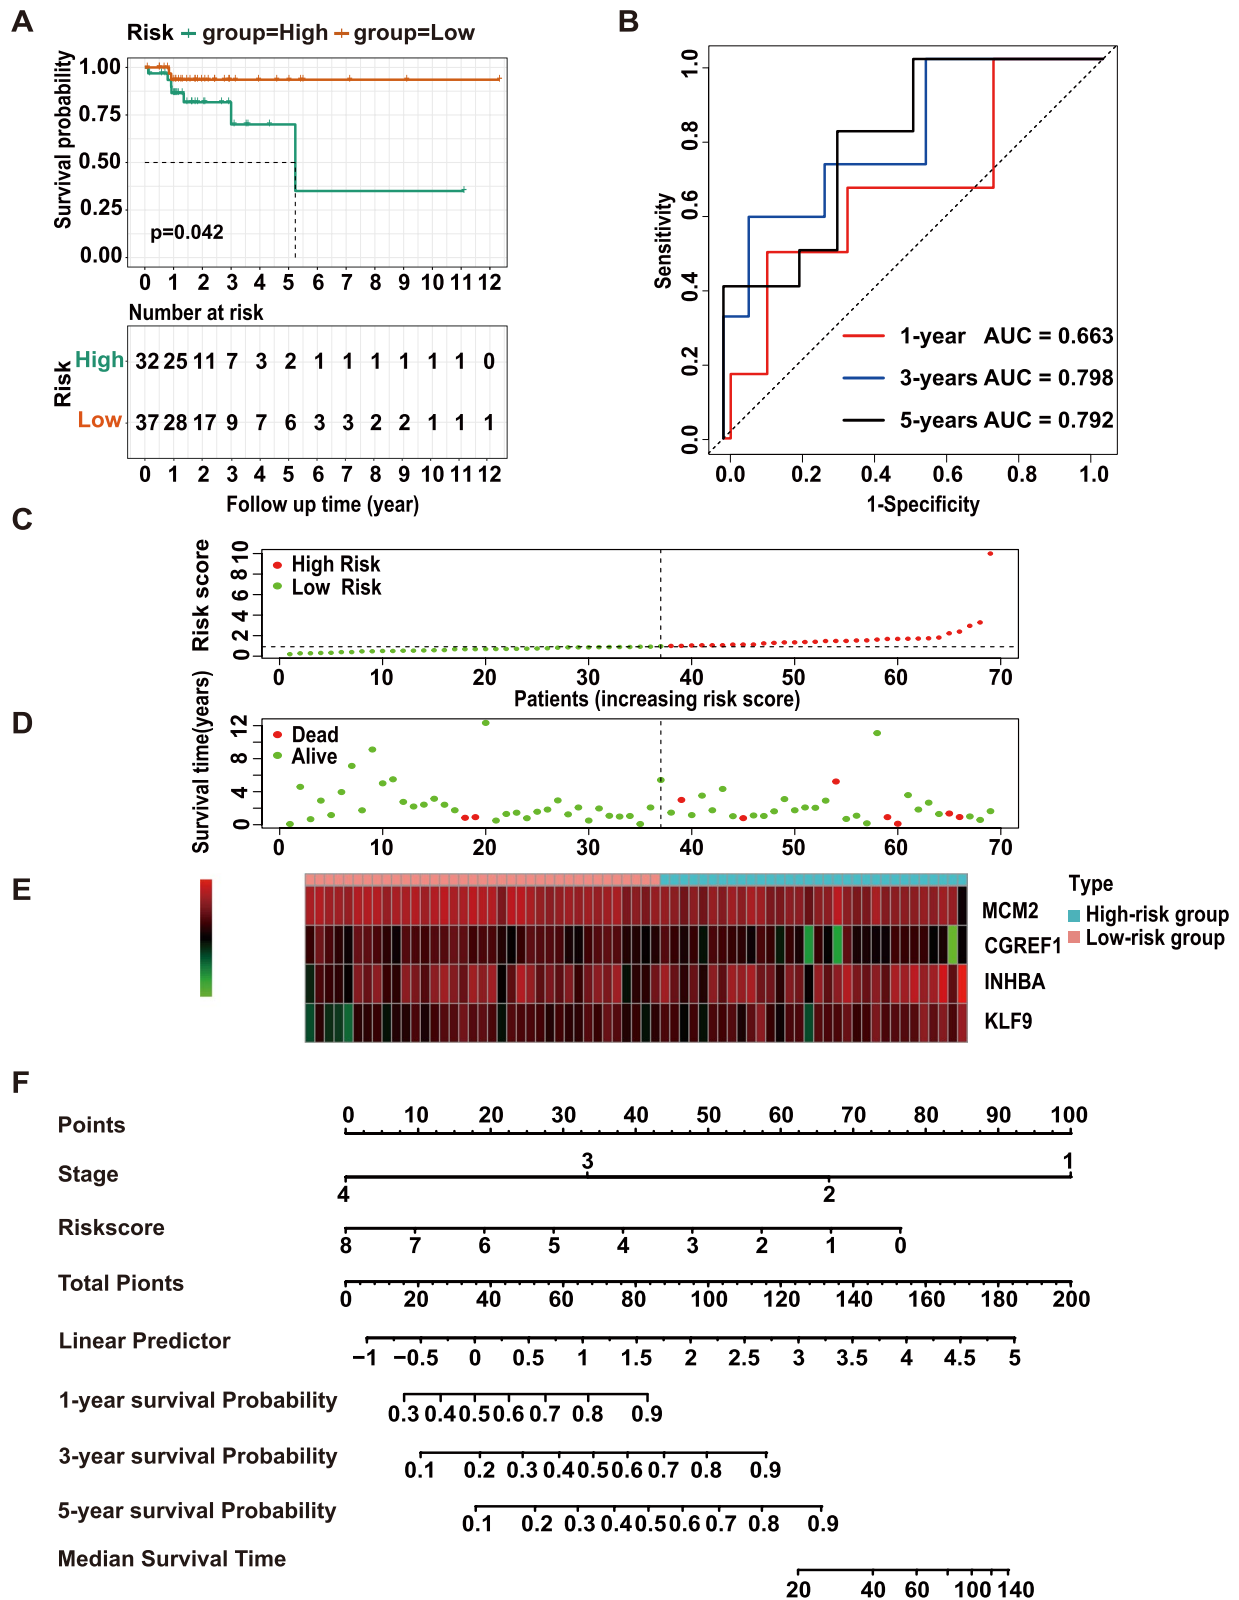 A
Risk group=High group=Low
Survival probability
1.00
0.75
0.50
0.25
0.00
p=0.042
0 1 2 3 4 5 6 7 8 9 10 11 12
Number at risk
Risk
High 32 25 11 7 3 2 1 1 1 1 1 1 0
Low 37 28 17 9 7 6 3 3 2 2 1 1 1
0 1 2 3 4 5 6 7 8 9 10 11 12
Follow up time (year)
B
Sensitivity
1.0
0.8
0.6
0.4
0.2
0.0
1-year AUC = 0.663
3-years AUC = 0.798
5-years AUC = 0.792
0.0 0.2 0.4 0.6 0.8 1.0
1-Specificity
C
Risk score
10
8
6
4
2
0
High Risk
Low Risk
0 10 20 30 40 50 60 70
Patients (increasing risk score)
D
Survival time(years)
12
8
4
0
Dead
Alive
0 10 20 30 40 50 60 70
E
MCM2
CGREF1
INHBA
KLF9
Type
High-risk group
Low-risk group
F
Points 0 10 20 30 40 50 60 70 80 90 100
Stage 4 3 2 1
Riskscore 8 7 6 5 4 3 2 1 0
Total Pionts 0 20 40 60 80 100 120 140 160 180 200
Linear Predictor −1 −0.5 0 0.5 1 1.5 2 2.5 3 3.5 4 4.5 5
1-year survival Probability 0.3 0.4 0.5 0.6 0.7 0.8 0.9
3-year survival Probability 0.1 0.2 0.3 0.4 0.5 0.6 0.7 0.8 0.9
5-year survival Probability 0.1 0.2 0.3 0.4 0.5 0.6 0.7 0.8 0.9
Median Survival Time 20 40 60 100 140